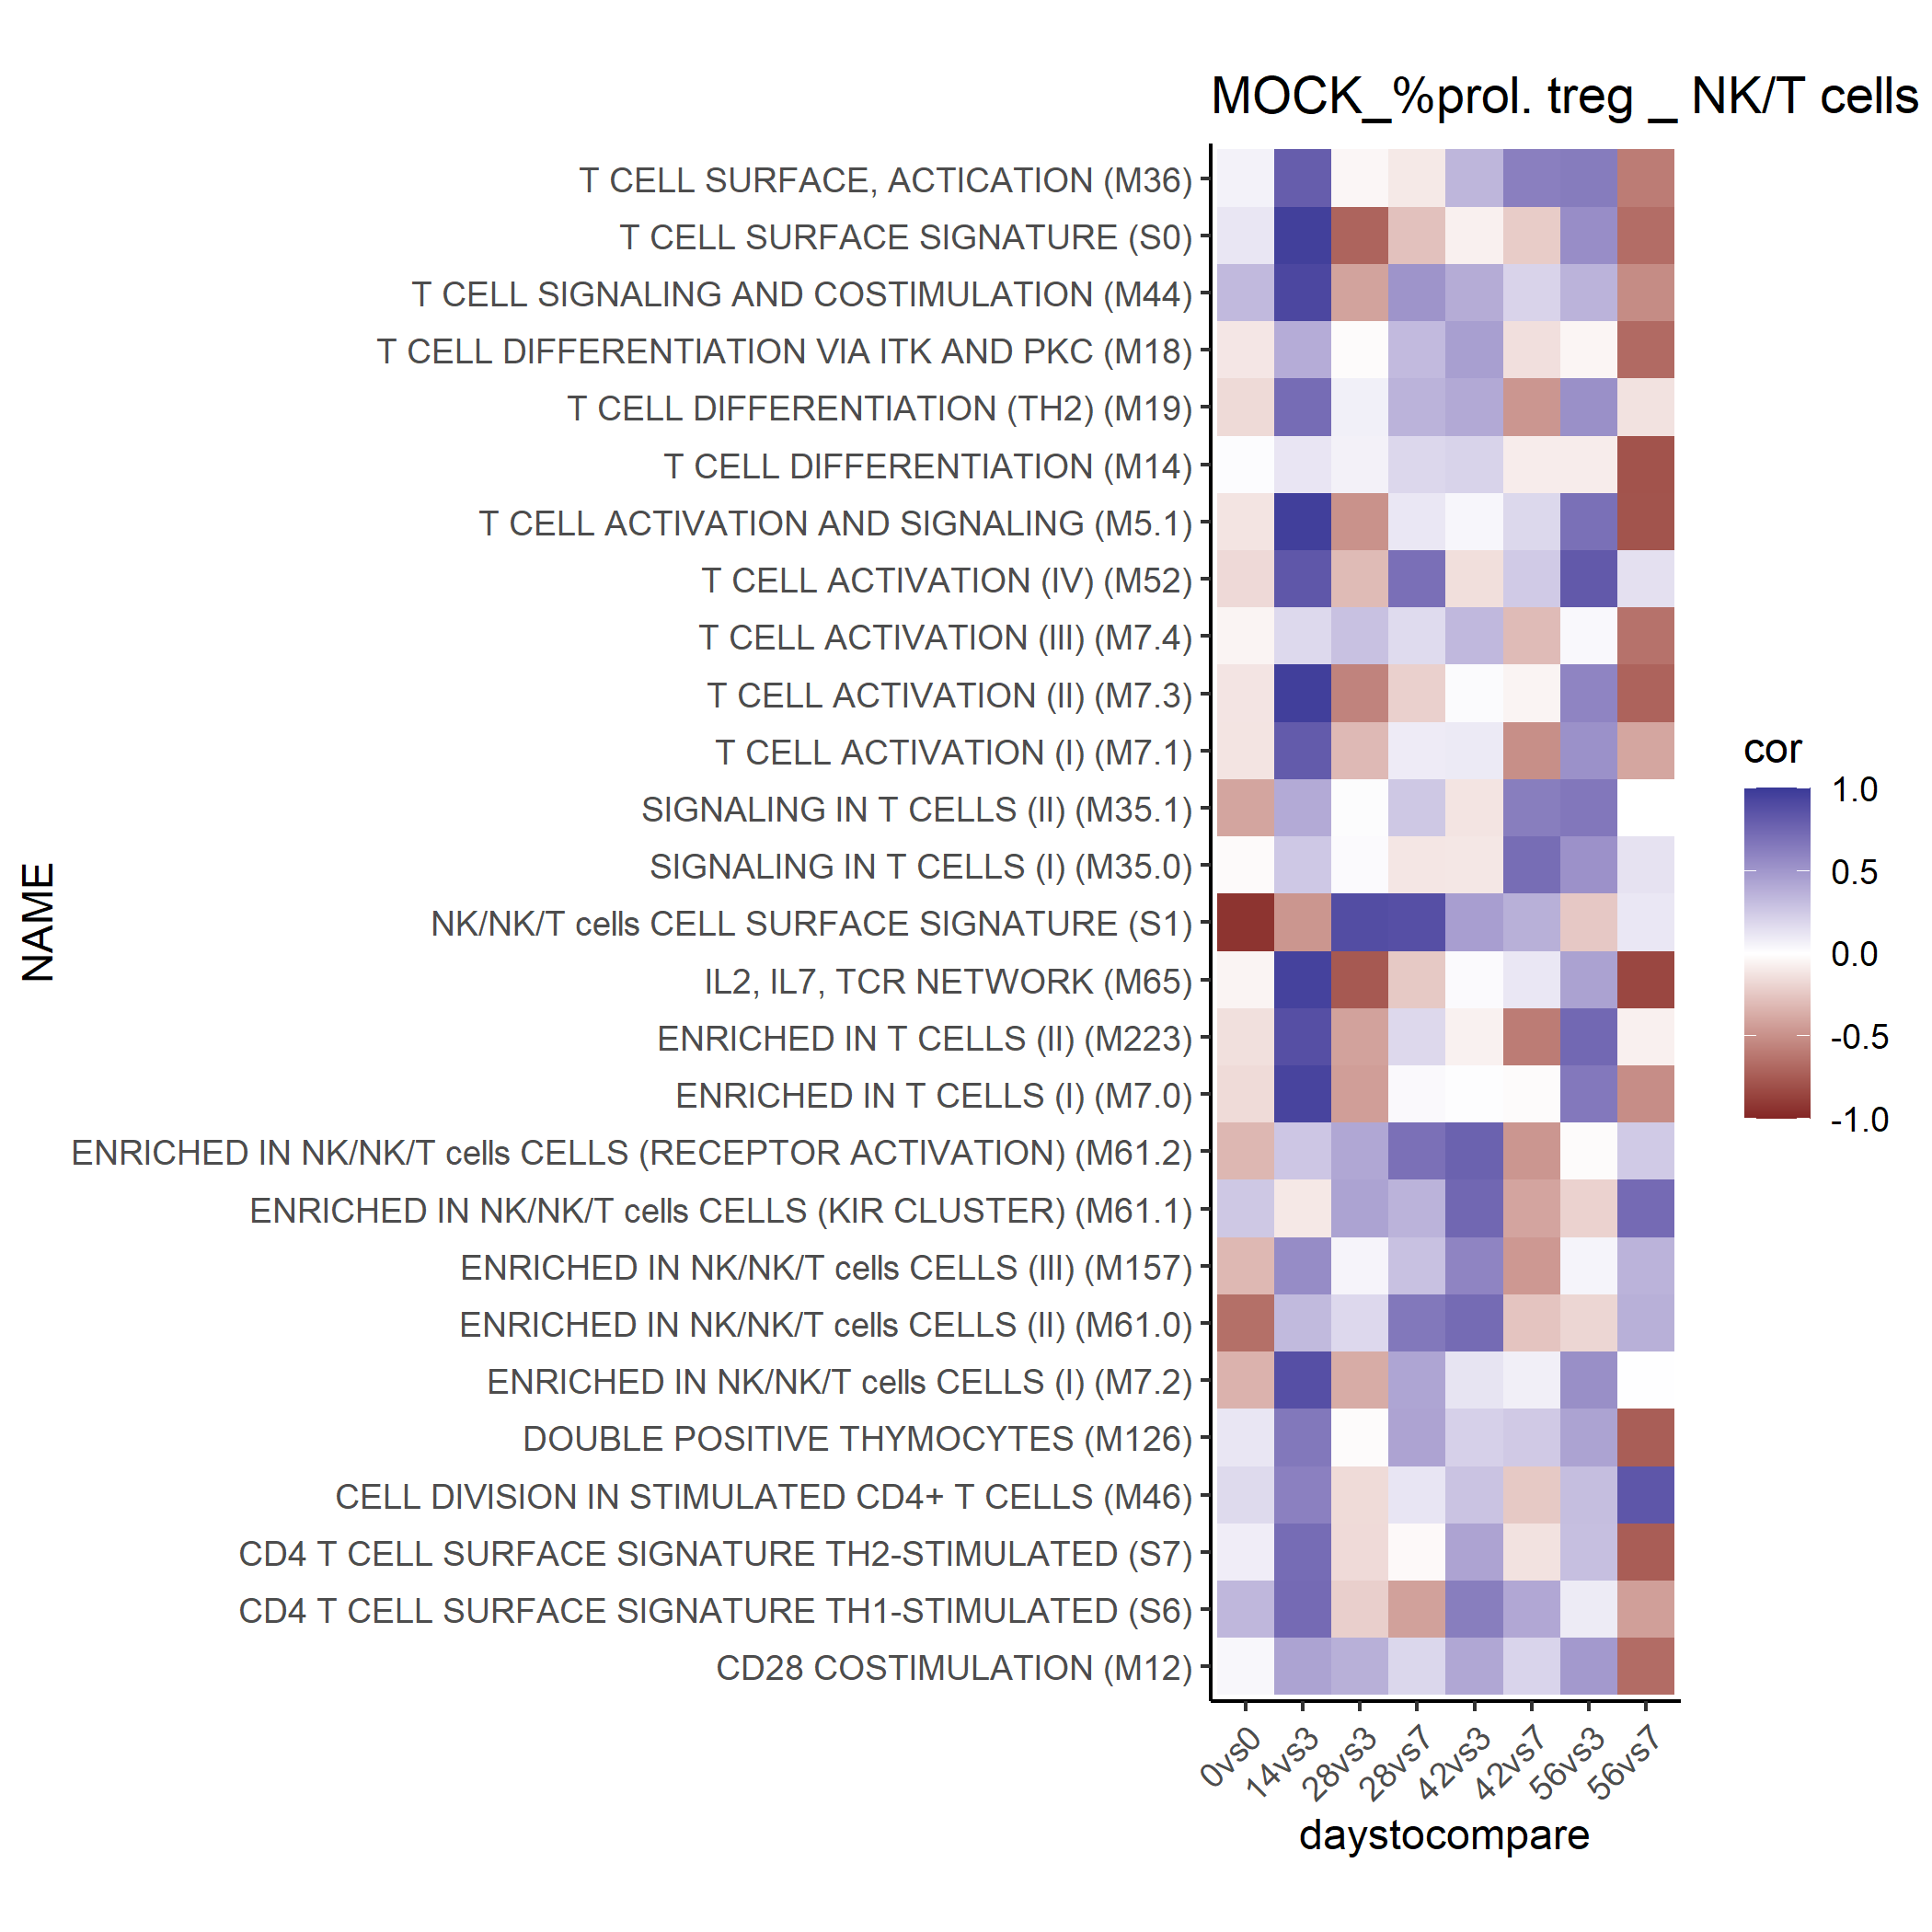 MOCK_%prol. treg _ NK/T cells
T CELL SURFACE, ACTICATION (M36)
T CELL SURFACE SIGNATURE (S0)
T CELL SIGNALING AND COSTIMULATION (M44)
T CELL DIFFERENTIATION VIA ITK AND PKC (M18)
T CELL DIFFERENTIATION (TH2) (M19)
T CELL DIFFERENTIATION (M14)
T CELL ACTIVATION AND SIGNALING (M5.1)
T CELL ACTIVATION (IV) (M52)
T CELL ACTIVATION (III) (M7.4)
T CELL ACTIVATION (II) (M7.3)
T CELL ACTIVATION (I) (M7.1)
SIGNALING IN T CELLS (II) (M35.1)
SIGNALING IN T CELLS (I) (M35.0)
NK/NK/T cells CELL SURFACE SIGNATURE (S1)
IL2, IL7, TCR NETWORK (M65)
ENRICHED IN T CELLS (II) (M223)
ENRICHED IN T CELLS (I) (M7.0)
ENRICHED IN NK/NK/T cells CELLS (RECEPTOR ACTIVATION) (M61.2)
ENRICHED IN NK/NK/T cells CELLS (KIR CLUSTER) (M61.1)
ENRICHED IN NK/NK/T cells CELLS (III) (M157)
ENRICHED IN NK/NK/T cells CELLS (II) (M61.0)
ENRICHED IN NK/NK/T cells CELLS (I) (M7.2)
DOUBLE POSITIVE THYMOCYTES (M126)
CELL DIVISION IN STIMULATED CD4+ T CELLS (M46)
CD4 T CELL SURFACE SIGNATURE TH2-STIMULATED (S7)
CD4 T CELL SURFACE SIGNATURE TH1-STIMULATED (S6)
CD28 COSTIMULATION (M12)
NAME
0vs0
14vs3
28vs3
28vs7
42vs3
42vs7
56vs3
56vs7
daystocompare
cor
1.0
0.5
0.0
-0.5
-1.0